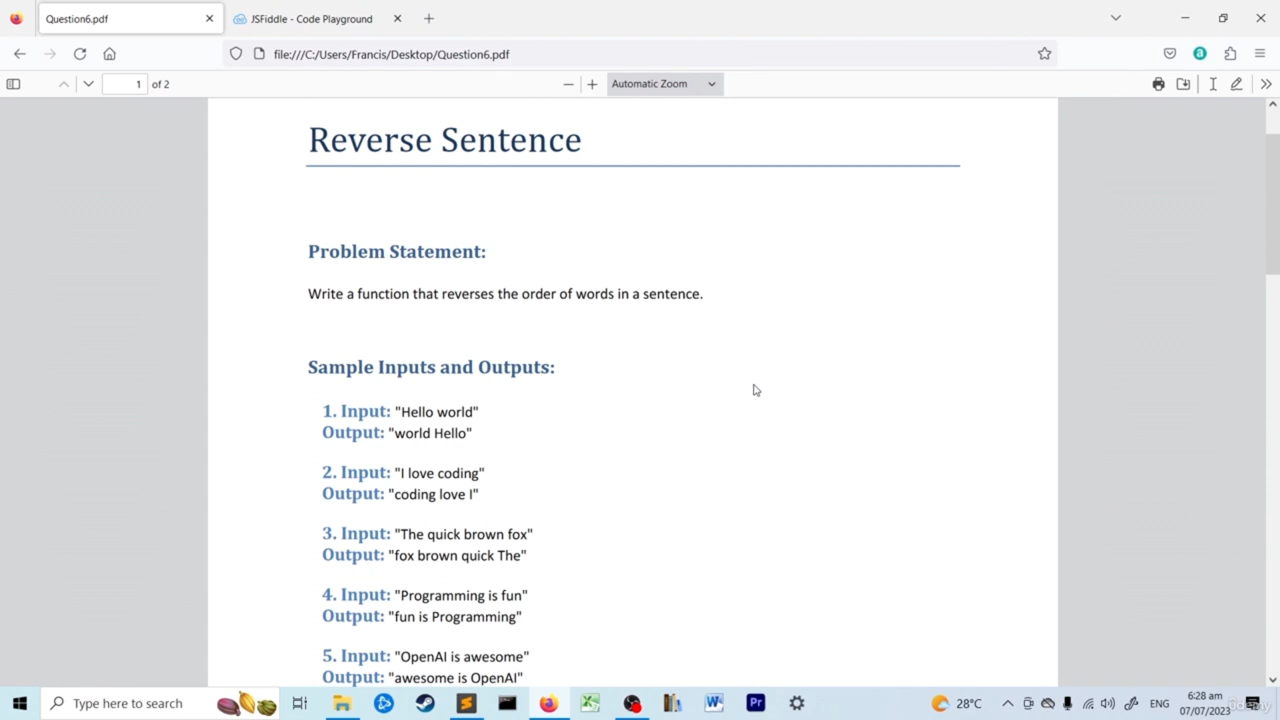 Question6.pdf
JSFiddle - Code Playground
file:///C:/Users/Francis/Desktop/Question6.pdf
1 of 2
Automatic Zoom
Reverse Sentence
Problem Statement:
Write a function that reverses the order of words in a sentence.
Sample Inputs and Outputs:
1. Input: "Hello world"
Output: "world Hello"
2. Input: "I love coding"
Output: "coding love I"
3. Input: "The quick brown fox"
Output: "fox brown quick The"
4. Input: "Programming is fun"
Output: "fun is Programming"
5. Input: "OpenAI is awesome"
Output: "awesome is OpenAI"
Type here to search
Pr
28°C
ENG
6:28 am
07/07/2023
Udemy